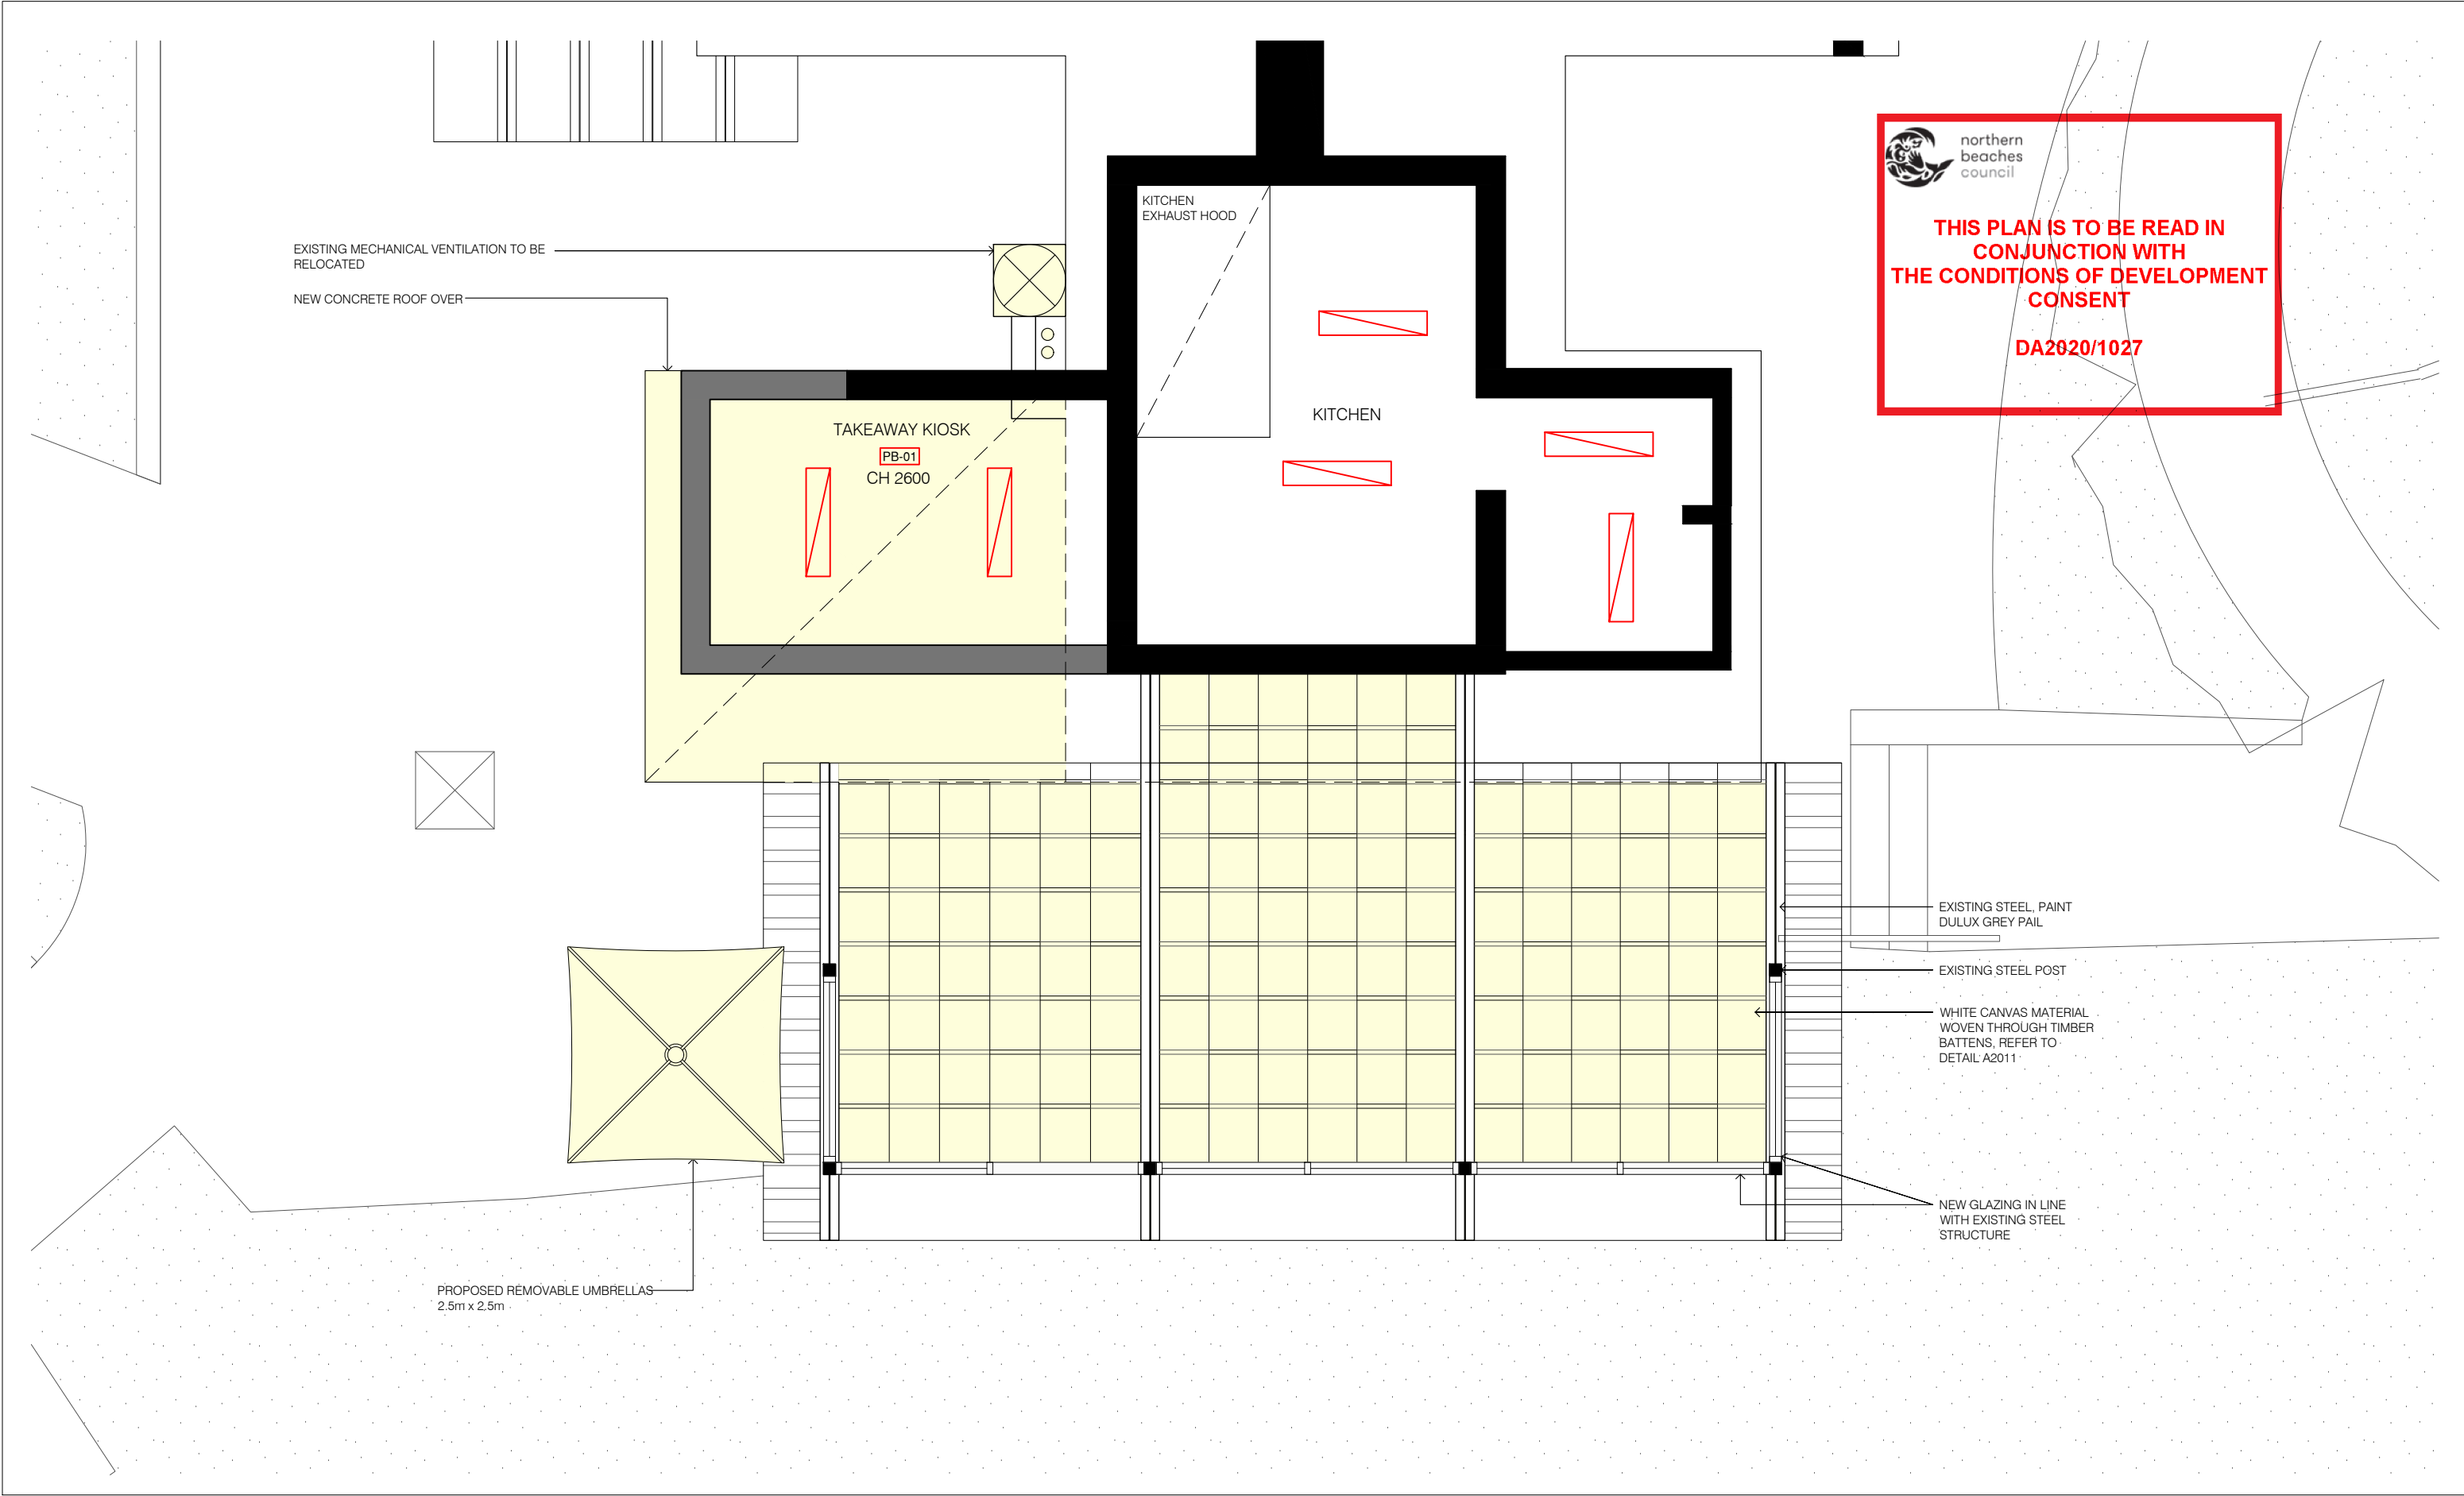 northern
beaches
council
THIS PLAN IS TO BE READ IN
CONJUNCTION WITH
THE CONDITIONS OF DEVELOPMENT
CONSENT
DA2020/1027
KITCHEN
EXHAUST HOOD
EXISTING MECHANICAL VENTILATION TO BE
RELOCATED
NEW CONCRETE ROOF OVER
TAKEAWAY KIOSK
PB-01
CH 2600
KITCHEN
EXISTING STEEL, PAINT
DULUX GREY PAIL
EXISTING STEEL POST
WHITE CANVAS MATERIAL
WOVEN THROUGH TIMBER
BATTENS, REFER TO
DETAIL A2011
NEW GLAZING IN LINE
WITH EXISTING STEEL
STRUCTURE
PROPOSED REMOVABLE UMBRELLAS
2.5m x 2.5m